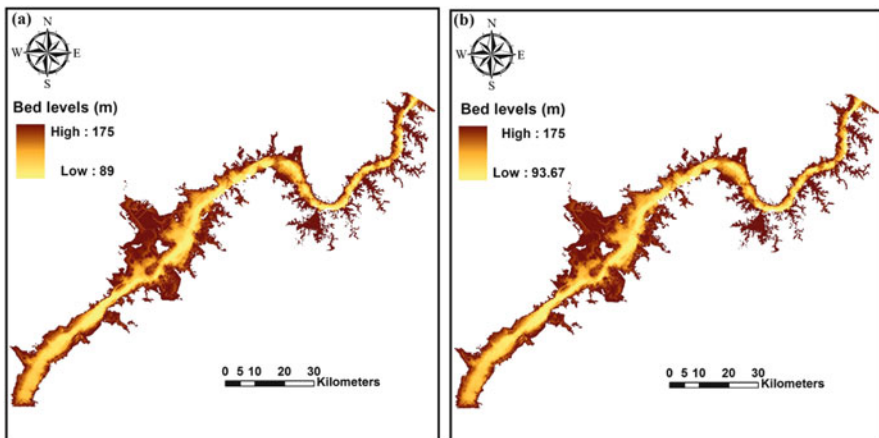 (a)
N
W E
S
Bed levels (m)
High : 175
Low : 89
0 5 10 20 30
Kilometers
(b)
N
W E
S
Bed levels (m)
High : 175
Low : 93.67
0 5 10 20 30
Kilometers